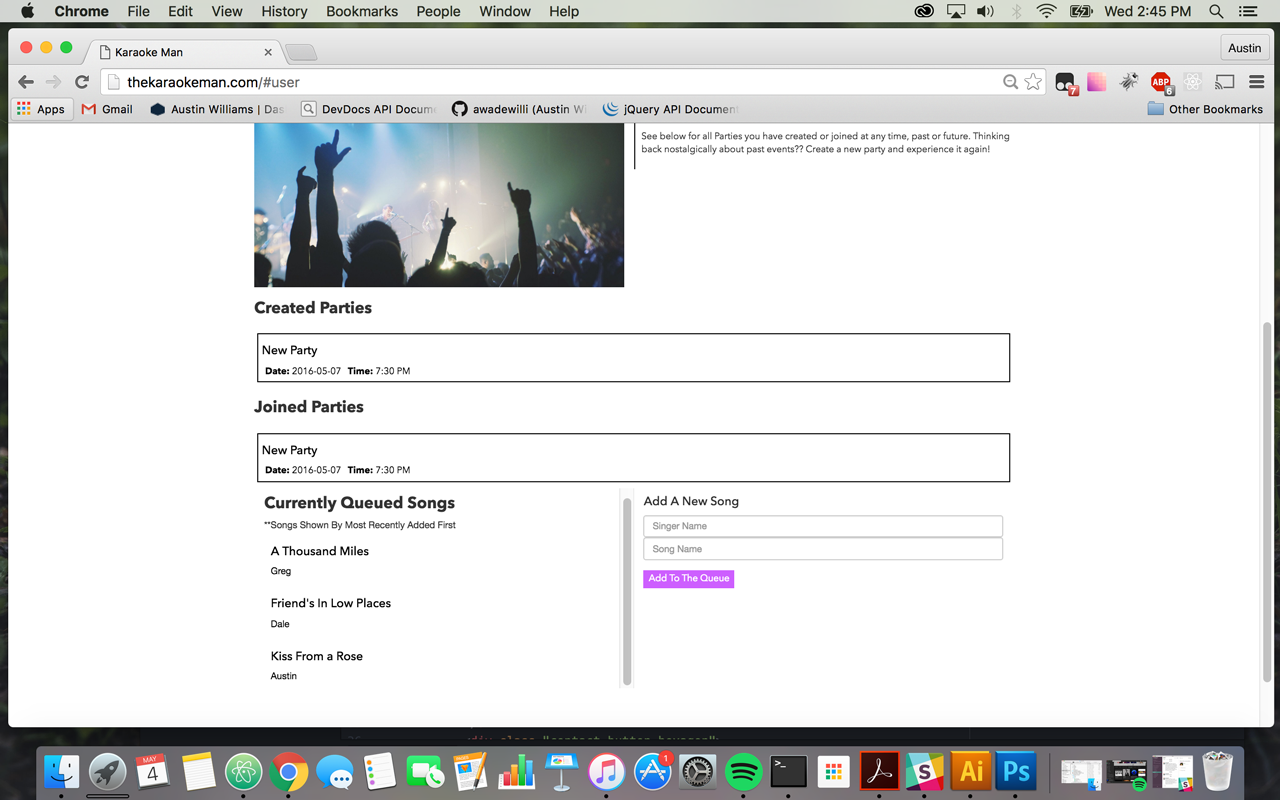 Chrome File Edit View History Bookmarks People Window Help Wed 2:45 PM
Karaoke Man Austin
thekaraokeman.com/#user
ABP 7 6
Apps Gmail Austin Williams | Das DevDocs API Docum awadewilli (Austin Wi jQuery API Document Other Bookmarks
See below for all Parties you have created or joined at any time, past or future. Thinking
back nostalgically about past events?? Create a new party and experience it again!
Created Parties
New Party
Date: 2016-05-07 Time: 7:30 PM
Joined Parties
New Party
Date: 2016-05-07 Time: 7:30 PM
Currently Queued Songs
**Songs Shown By Most Recently Added First
A Thousand Miles
Greg
Friend's In Low Places
Dale
Kiss From a Rose
Austin
Add A New Song
Singer Name
Song Name
Add To The Queue
MAY
4
1
Ai
Ps